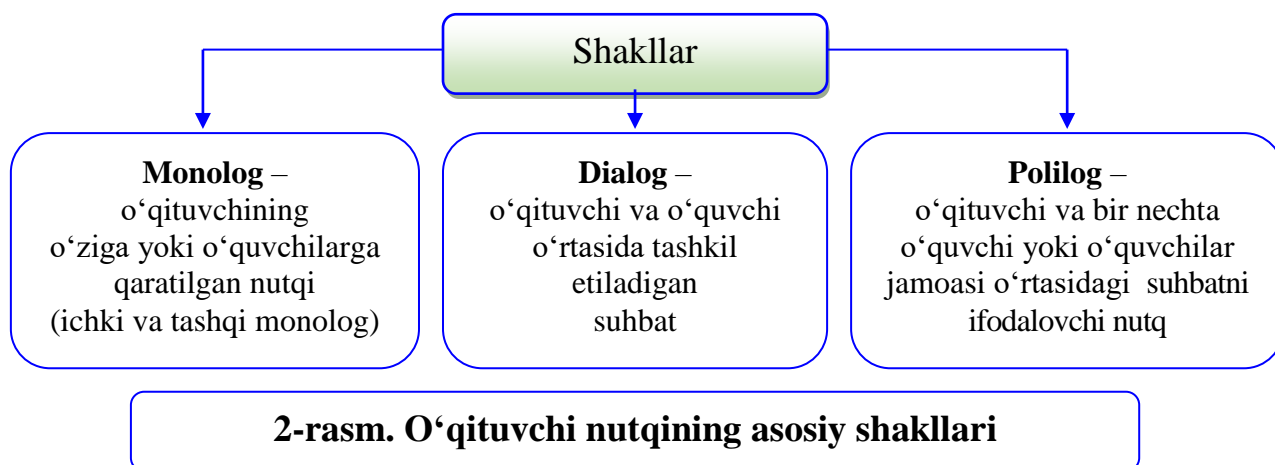 Shakllar
Monolog –
o‘qituvchining
o‘ziga yoki o‘quvchilarga
qaratilgan nutqi
(ichki va tashqi monolog)
Dialog –
o‘qituvchi va o‘quvchi
o‘rtasida tashkil
etiladigan
suhbat
Polilog –
o‘qituvchi va bir nechta
o‘quvchi yoki o‘quvchilar
jamoasi o‘rtasidagi suhbatni
ifodalovchi nutq
2-rasm. O‘qituvchi nutqining asosiy shakllari